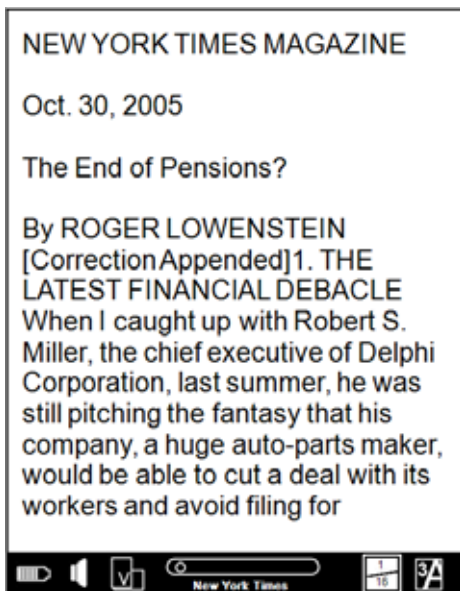 NEW YORK TIMES MAGAZINE
Oct. 30, 2005
The End of Pensions?
By ROGER LOWENSTEIN
[Correction Appended]1. THE
LATEST FINANCIAL DEBACLE
When I caught up with Robert S.
Miller, the chief executive of Delphi
Corporation, last summer, he was
still pitching the fantasy that his
company, a huge auto-parts maker,
would be able to cut a deal with its
workers and avoid filing for
V
New York Times
1
16
3A